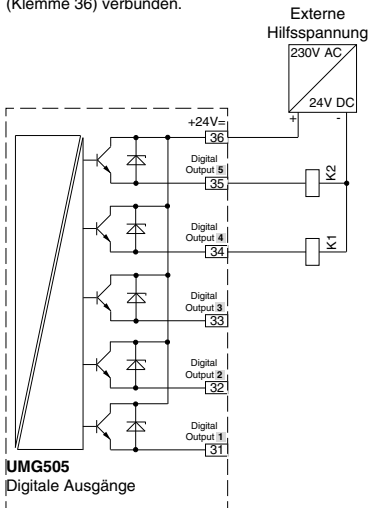 (Klemme 36) verbunden.
Externe
Hilfsspannung
230V AC
24V DC
+ -
+24V=
36
Digital
Output 5
35
K2
Digital
Output 4
34
K1
Digital
Output 3
33
Digital
Output 2
32
Digital
Output 1
31
UMG505
Digitale Ausgänge